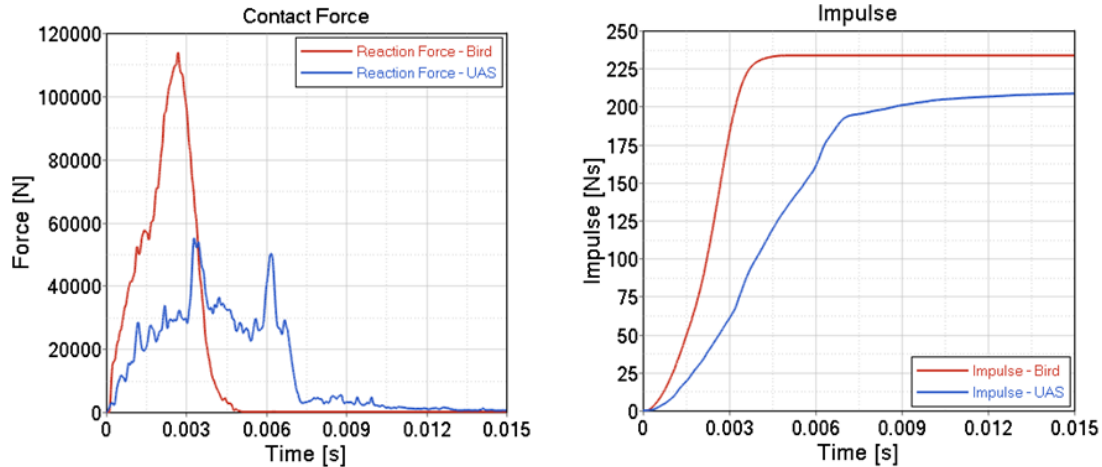 Contact Force
Force [N]
120000
100000
80000
60000
40000
20000
0
Reaction Force - Bird
Reaction Force - UAS
0 0.003 0.006 0.009 0.012 0.015
Time [s]
Impulse
Impulse [Ns]
250
225
200
175
150
125
100
75
50
25
0
Impulse - Bird
Impulse - UAS
0 0.003 0.006 0.009 0.012 0.015
Time [s]